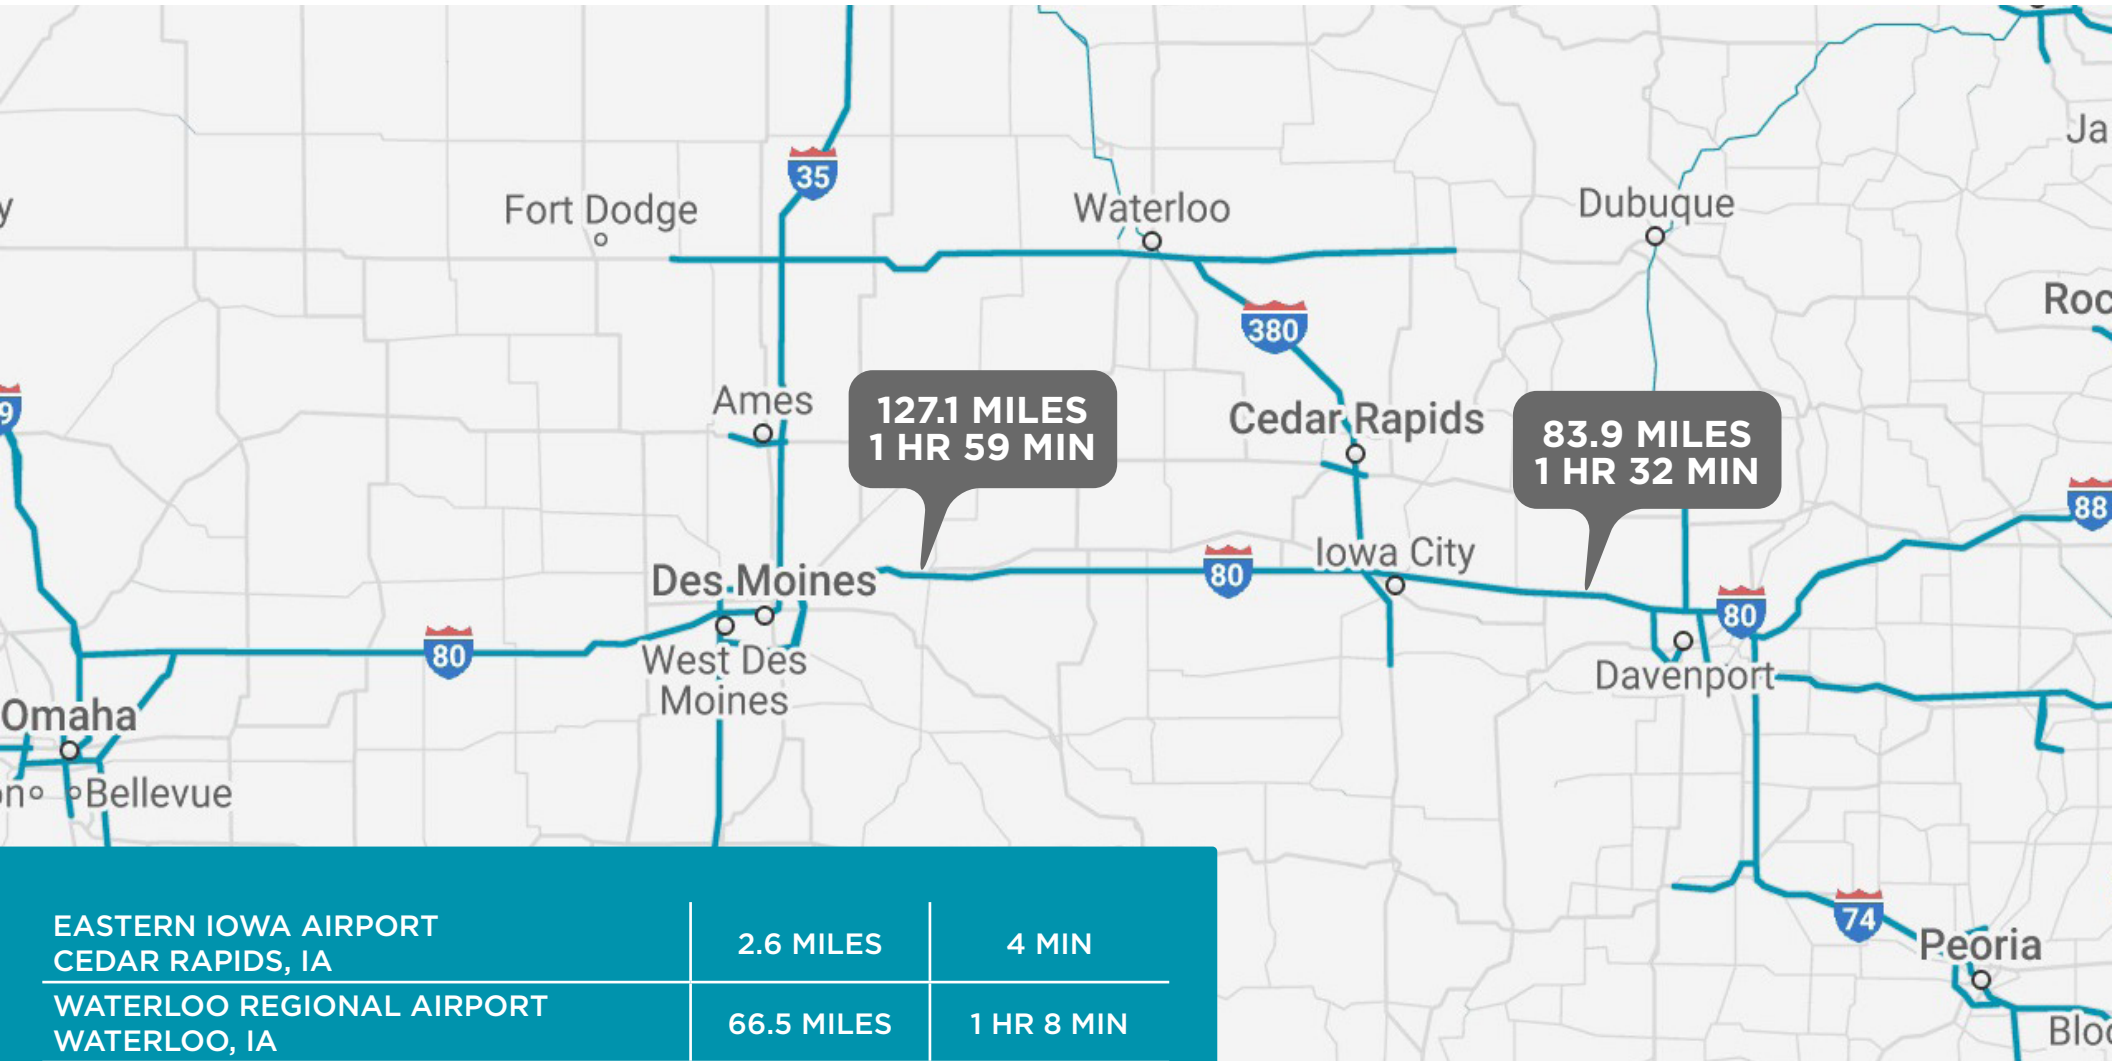 35
Fort Dodge
Waterloo
Dubuque
Ja
y
Roc
380
9
Ames
127.1 MILES
1 HR 59 MIN
Cedar Rapids
83.9 MILES
1 HR 32 MIN
88
Iowa City
80
Des Moines
80
80
West Des
Moines
Davenport
Omaha
on
Bellevue
74
Peoria
Bloo
EASTERN IOWA AIRPORT
CEDAR RAPIDS, IA
2.6 MILES
4 MIN
WATERLOO REGIONAL AIRPORT
WATERLOO, IA
66.5 MILES
1 HR 8 MIN